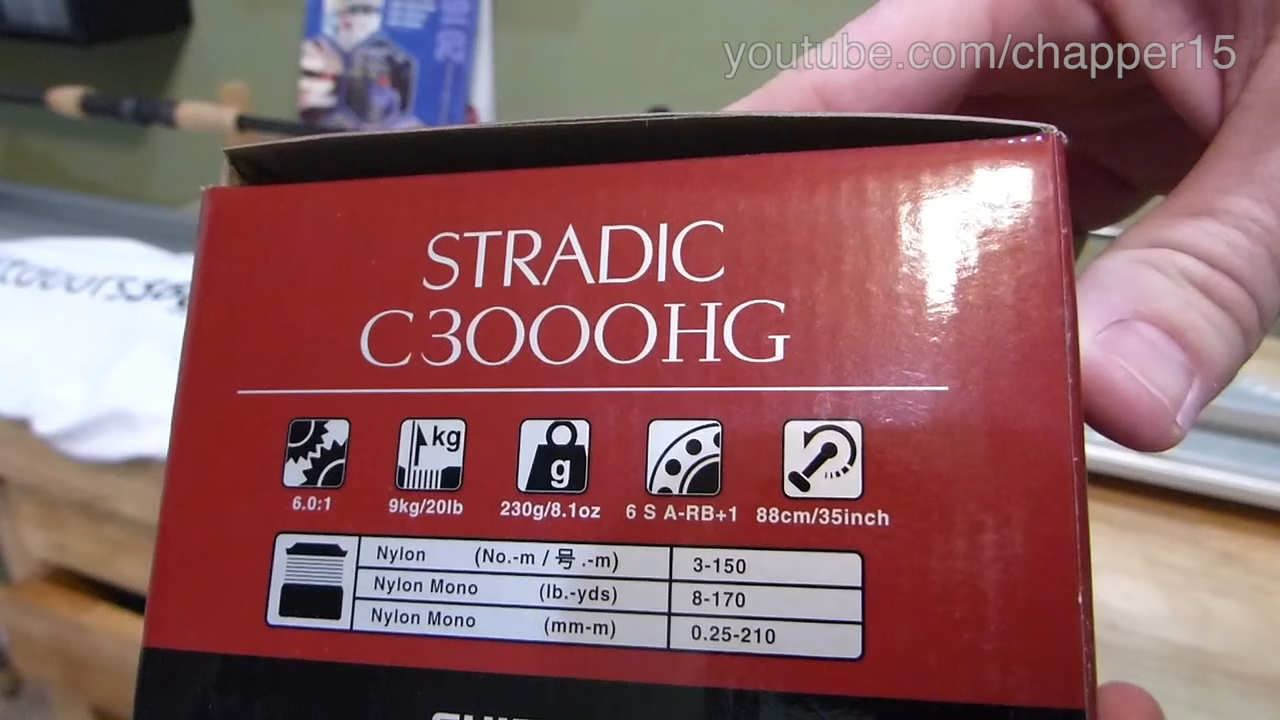 youtube.com/chapper15
STRADIC
C3000HG
kg
g
6.0:1
9kg/20lb
230g/8.1oz
6 S A-RB+1
88cm/35inch
Nylon (No.-m / 号.-m) 3-150
Nylon Mono (lb.-yds) 8-170
Nylon Mono (mm-m) 0.25-210